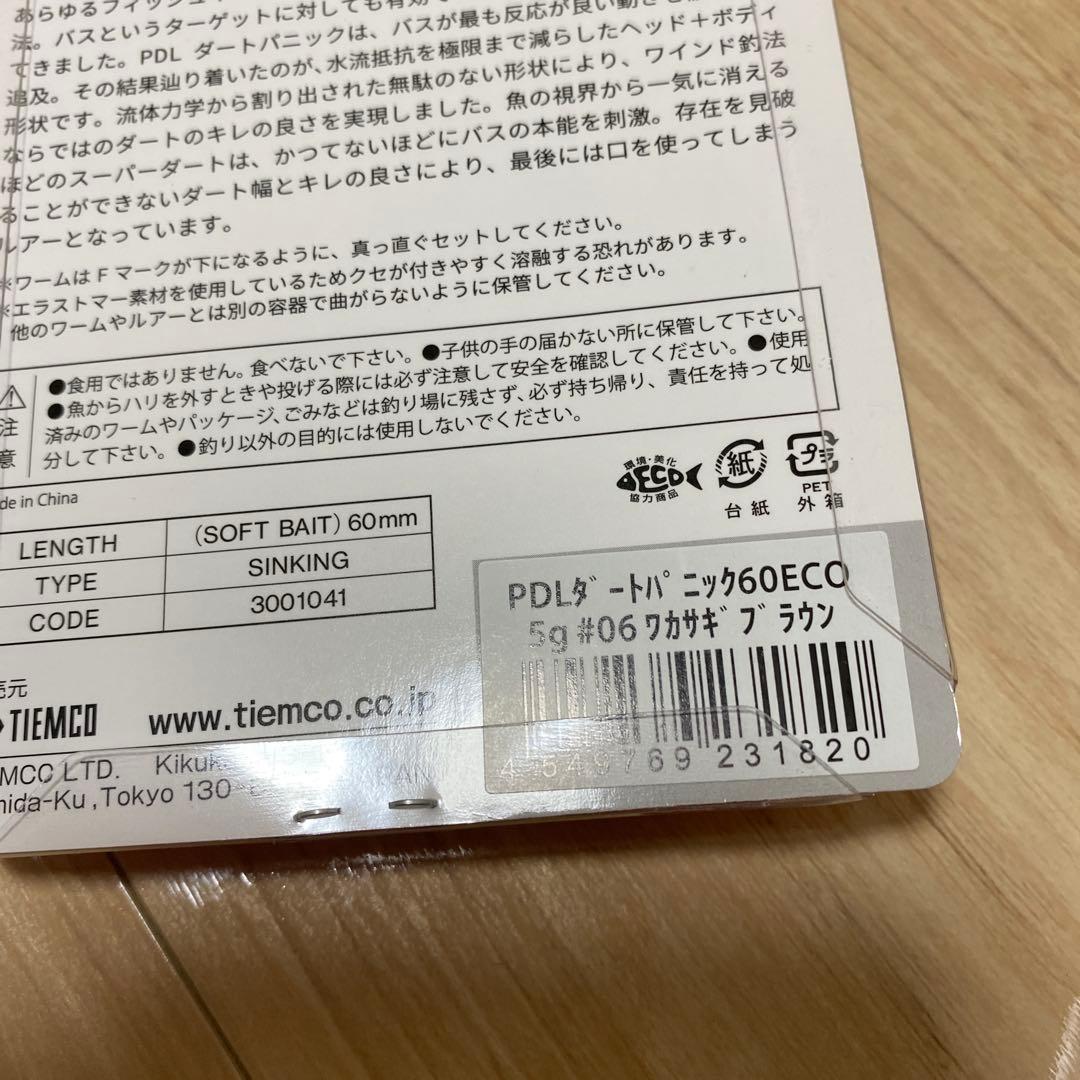 あらゆるフィッシュイ
ターゲットに対しても有効で
法。バスというターゲットに対しても有効
てきました。PDL ダートパニックは、バスが最も反応が良い動きを
追及。その結果辿り着いたのが、水流抵抗を極限まで減らしたヘッド＋ボディ
形状です。流体力学から割り出された無駄のない形状により、ワインド釣法
ならではのダートのキレの良さを実現しました。魚の視界から一気に消える
ほどのスーパーダートは、かつてないほどにバスの本能を刺激。存在を見破
ることができないダート幅とキレの良さにより、最後には口を使ってしまう
ルアーとなっています。
※ワームは F マークが下になるように、真っ直ぐセットしてください。
※エラストマー素材を使用しているためクセが付きやすく溶融する恐れがあります。
他のワームやルアーとは別の容器で曲がらないように保管してください。
注意
●食用ではありません。食べないで下さい。●子供の手の届かない所に保管して下さい。
●魚からハリを外すときや投げる際には必ず注意して安全を確認してください。●使用
済みのワームやパッケージ、ごみなどは釣り場に残さず、必ず持ち帰り、責任を持って処
分して下さい。●釣り以外の目的には使用しないでください。
環境・美化
ECO
協力商品
紙
台紙
プラ
PET
外箱
de in China
LENGTH (SOFT BAIT) 60mm
TYPE SINKING
CODE 3001041
PDLﾀﾞｰﾄﾊﾟﾆｯｸ60ECO
5g #06 ﾜｶｻｷﾞﾌﾞﾗｳﾝ
4 549769 231820
売元
TIEMCO www.tiemco.co.jp
MCO LTD. Kikuk
mida-Ku ,Tokyo 130-